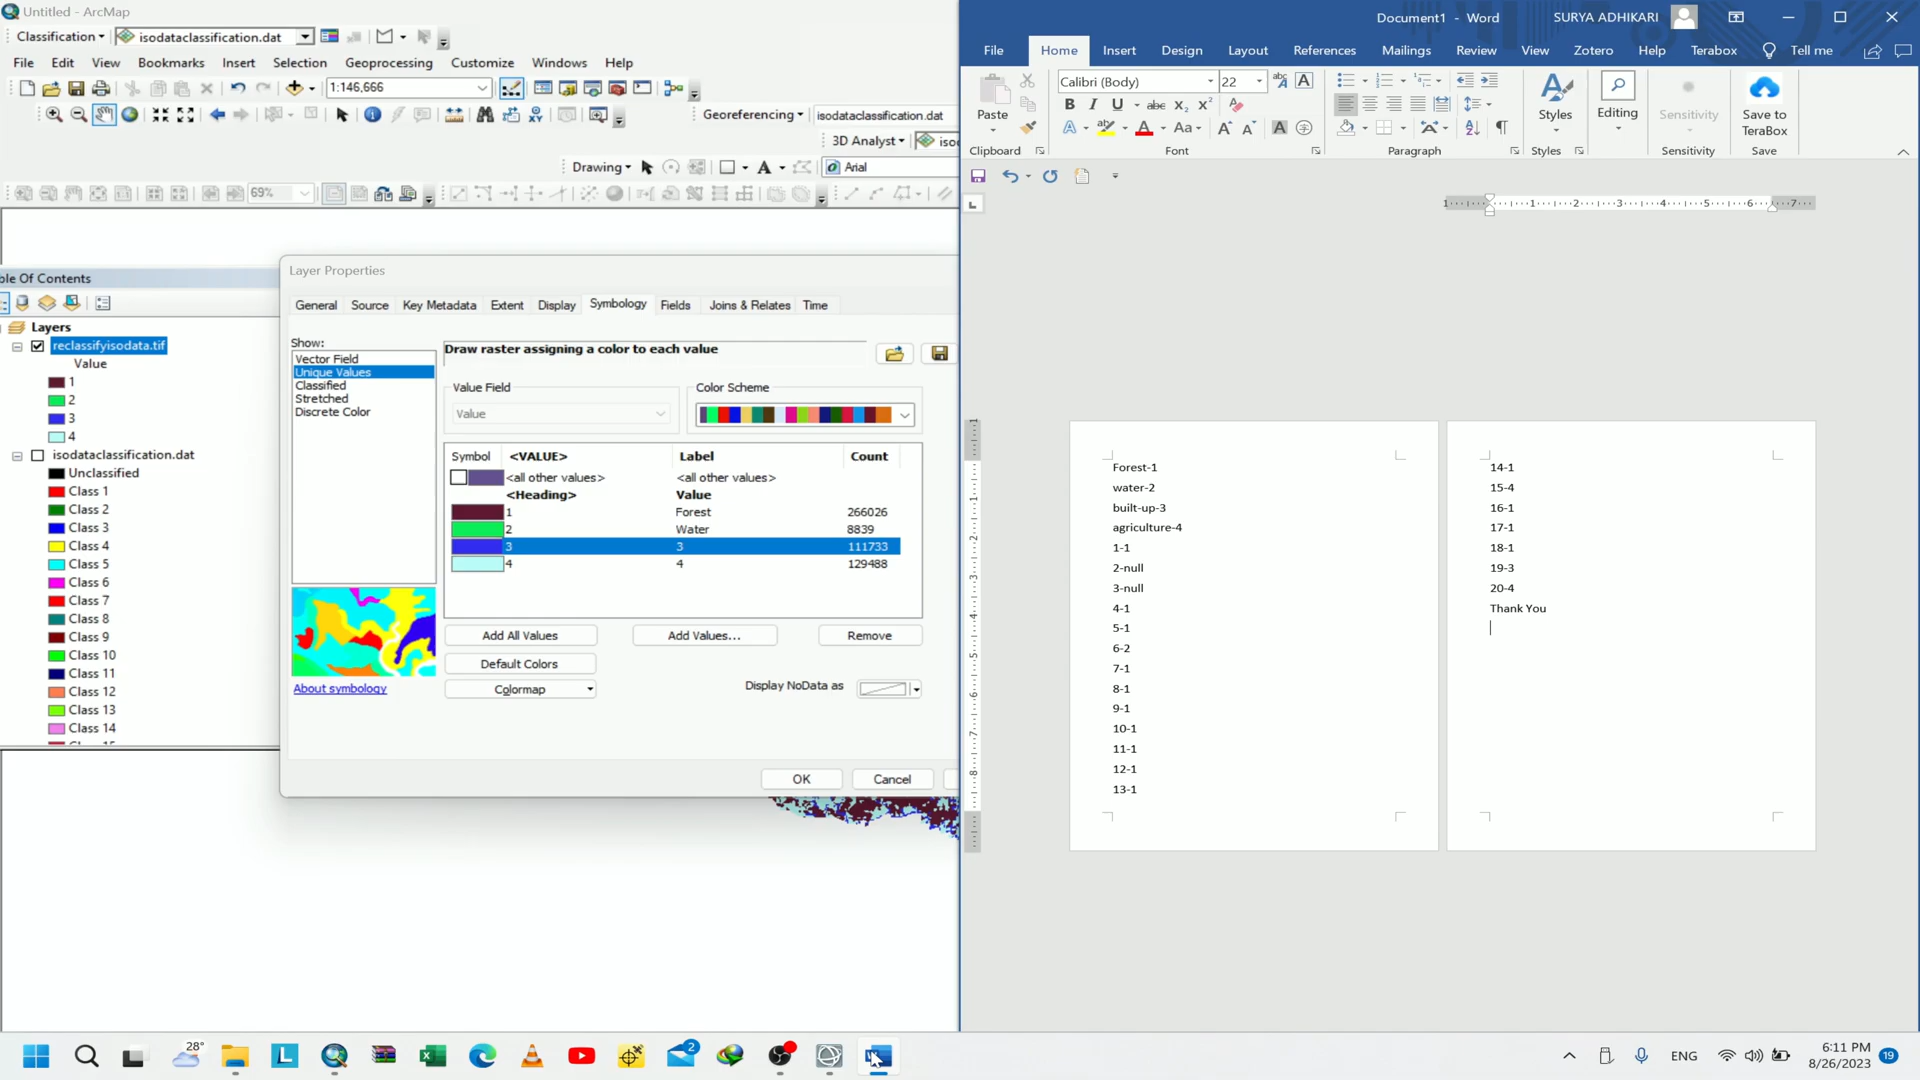 Untitled - ArcMap
Classification
isodataclassification.dat
File Edit View Bookmarks Insert Selection Geoprocessing Customize Windows Help
1:146,666
Georeferencing
isodataclassification.dat
3D Analyst
Drawing
Arial
69%
ble Of Contents
Layers
reclassifyisodata.tif
Value
1
2
3
4
isodataclassification.dat
Unclassified
Class 1
Class 2
Class 3
Class 4
Class 5
Class 6
Class 7
Class 8
Class 9
Class 10
Class 11
Class 12
Class 13
Class 14
Layer Properties
General Source Key Metadata Extent Display Symbology Fields Joins & Relates Time
Show:
Vector Field
Unique Values
Classified
Stretched
Discrete Color
Draw raster assigning a color to each value
Value Field
Value
Color Scheme
Symbol <VALUE> Label Count
<all other values> <all other values>
<Heading> Value
1 Forest 266026
2 Water 8839
3 3 111733
4 4 129488
Add All Values Add Values... Remove
Default Colors
Colormap
Display NoData as
About symbology
OK Cancel
Document1 - Word
SURYA ADHIKARI
File Home Insert Design Layout References Mailings Review View Zotero Help Terabox Tell me
Calibri (Body) 22
Paste
Clipboard
Font
Paragraph
Styles
Styles
Editing
Sensitivity
Sensitivity
Save to
TeraBox
Save
Forest-1
water-2
built-up-3
agriculture-4
1-1
2-null
3-null
4-1
5-1
6-2
7-1
8-1
9-1
10-1
11-1
12-1
13-1
14-1
15-4
16-1
17-1
18-1
19-3
20-4
Thank You
28°
2
ENG
6:11 PM
8/26/2023
19